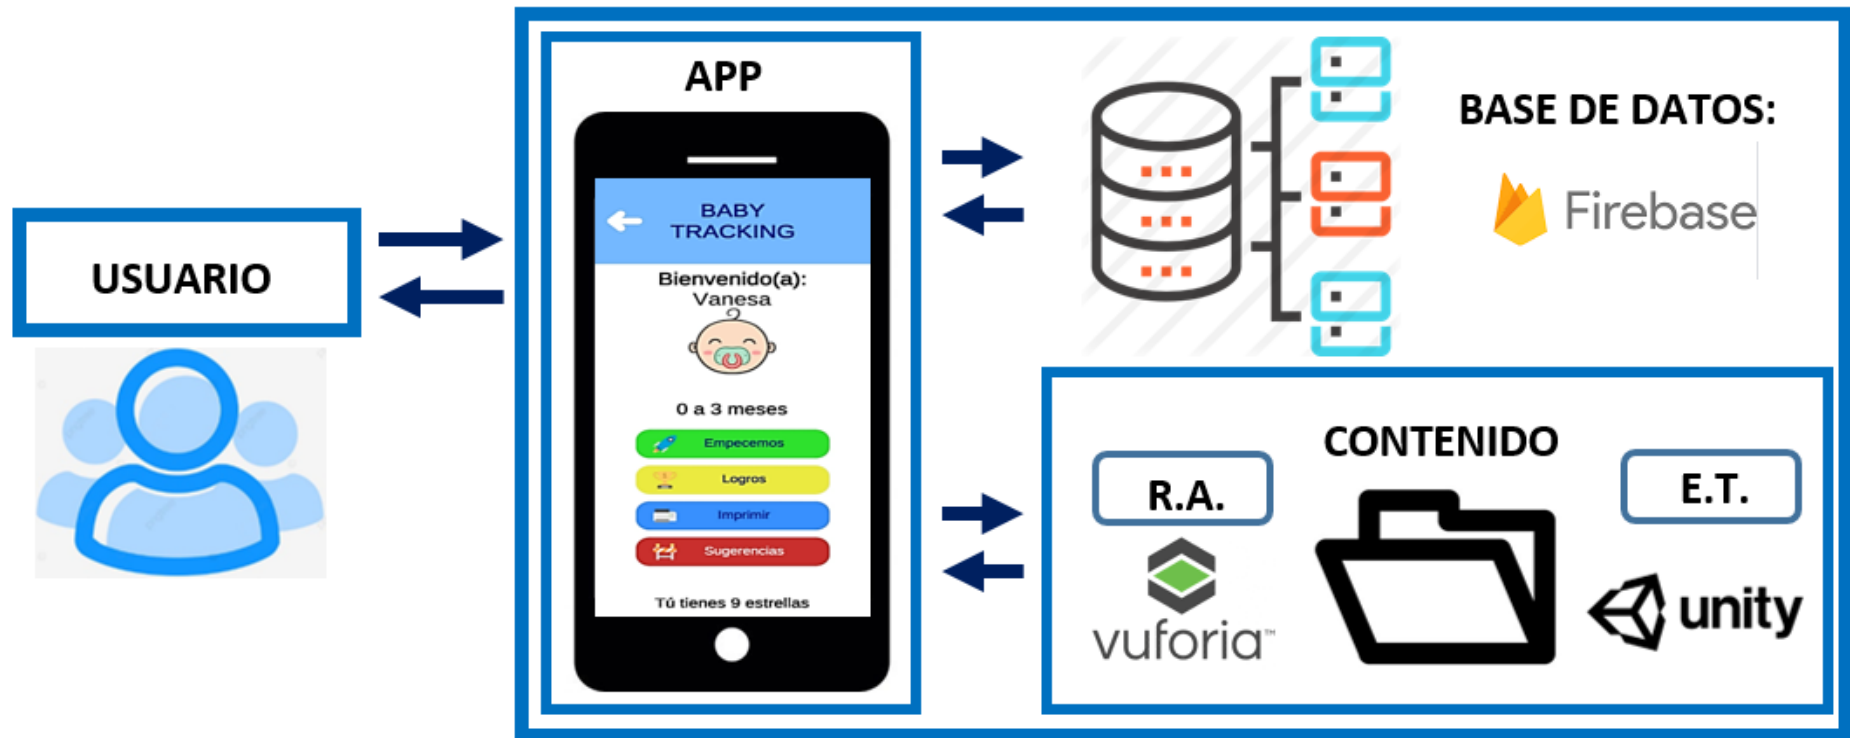 USUARIO
APP
BABY
TRACKING
Bienvenido(a):
Vanesa
0 a 3 meses
Empecemos
Logros
Imprimir
Sugerencias
Tú tienes 9 estrellas
BASE DE DATOS:
Firebase
CONTENIDO
R.A.
E.T.
vuforia™
unity